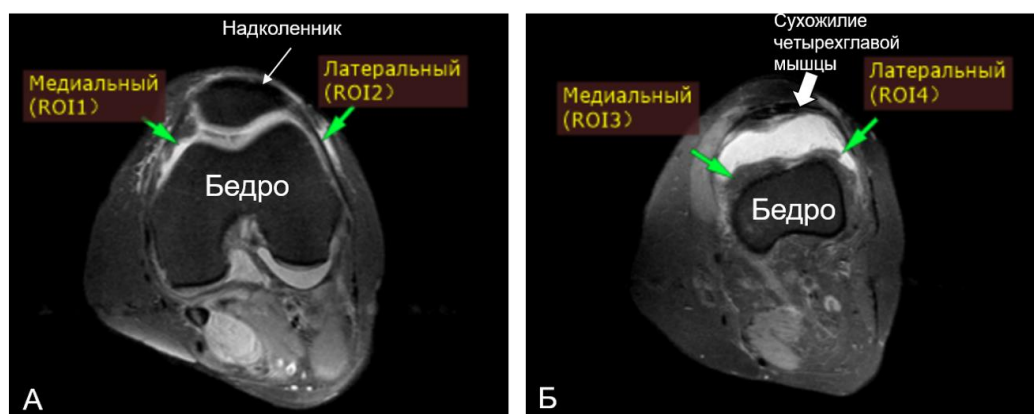 Надколенник
Медиальный
(ROI1)
Латеральный
(ROI2)
Бедро
А
Сухожилие
четырехглавой
мышцы
Медиальный
(ROI3)
Латеральный
(ROI4)
Бедро
Б